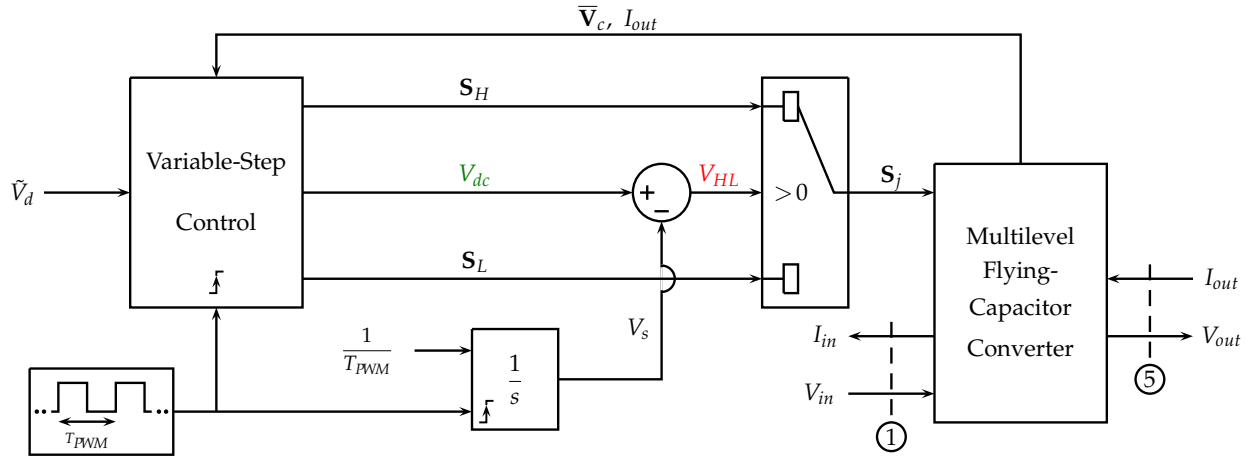 V̅c, Iout
Variable-Step
Control
Ṽd
SH
Vdc
SL
+
−
VHL
> 0
Sj
Multilevel
Flying-
Capacitor
Converter
Iout
Vout
5
Iin
Vin
1
Vs
1
TPWM
1
s
TPWM